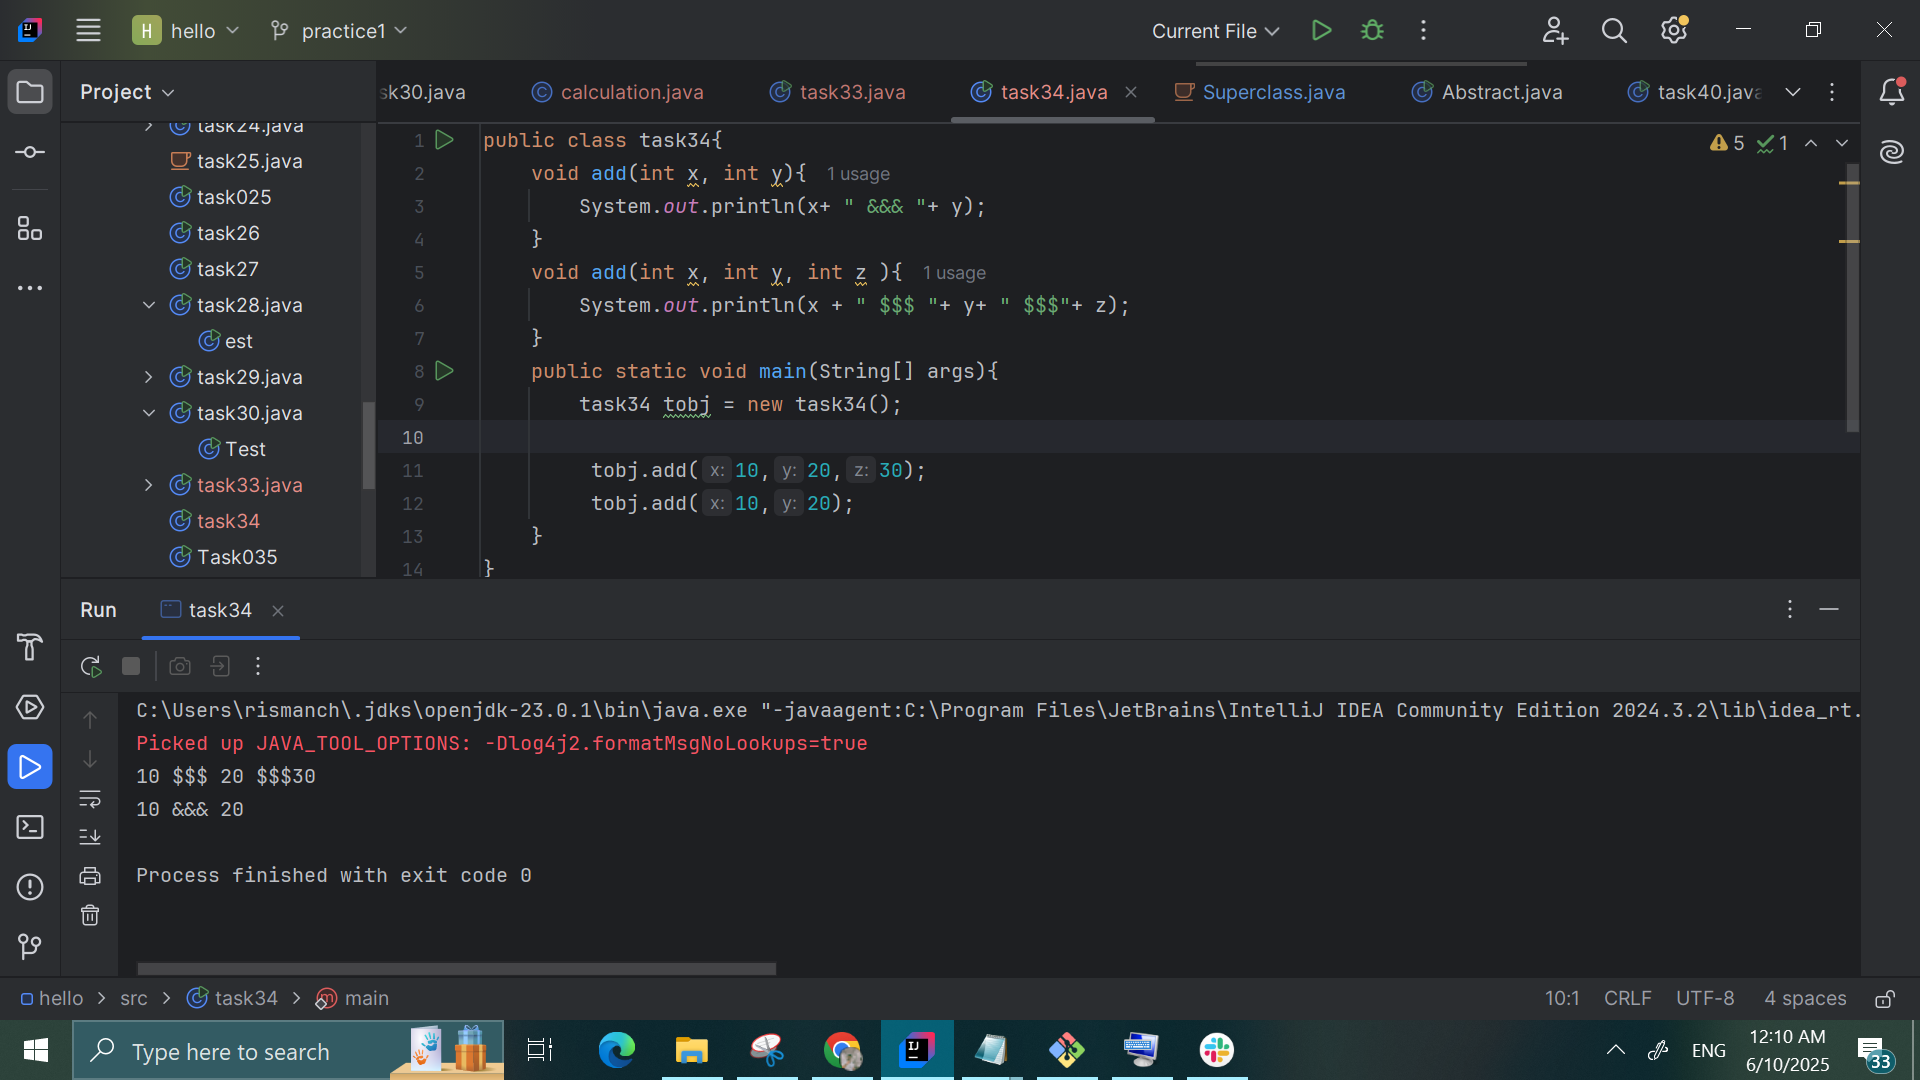 H hello practice1 Current File
Project
sk30.java calculation.java task33.java task34.java Superclass.java Abstract.java task40.java
task24.java
task25.java
task025
task26
task27
task28.java
est
task29.java
task30.java
Test
task33.java
task34
Task035
5 1
1 public class task34{
2 void add(int x, int y){ 1 usage
3 System.out.println(x+ " &&& "+ y);
4 }
5 void add(int x, int y, int z ){ 1 usage
6 System.out.println(x + " $$$ "+ y+ " $$$"+ z);
7 }
8 public static void main(String[] args){
9 task34 tobj = new task34();
10
11 tobj.add( x: 10, y: 20, z: 30);
12 tobj.add( x: 10, y: 20);
13 }
14 }
Run task34
C:\Users\rismanch\.jdks\openjdk-23.0.1\bin\java.exe "-javaagent:C:\Program Files\JetBrains\IntelliJ IDEA Community Edition 2024.3.2\lib\idea_rt.
Picked up JAVA_TOOL_OPTIONS: -Dlog4j2.formatMsgNoLookups=true
10 $$$ 20 $$$30
10 &&& 20
Process finished with exit code 0
hello src task34 main
10:1 CRLF UTF-8 4 spaces
Type here to search
ENG
12:10 AM
6/10/2025
33